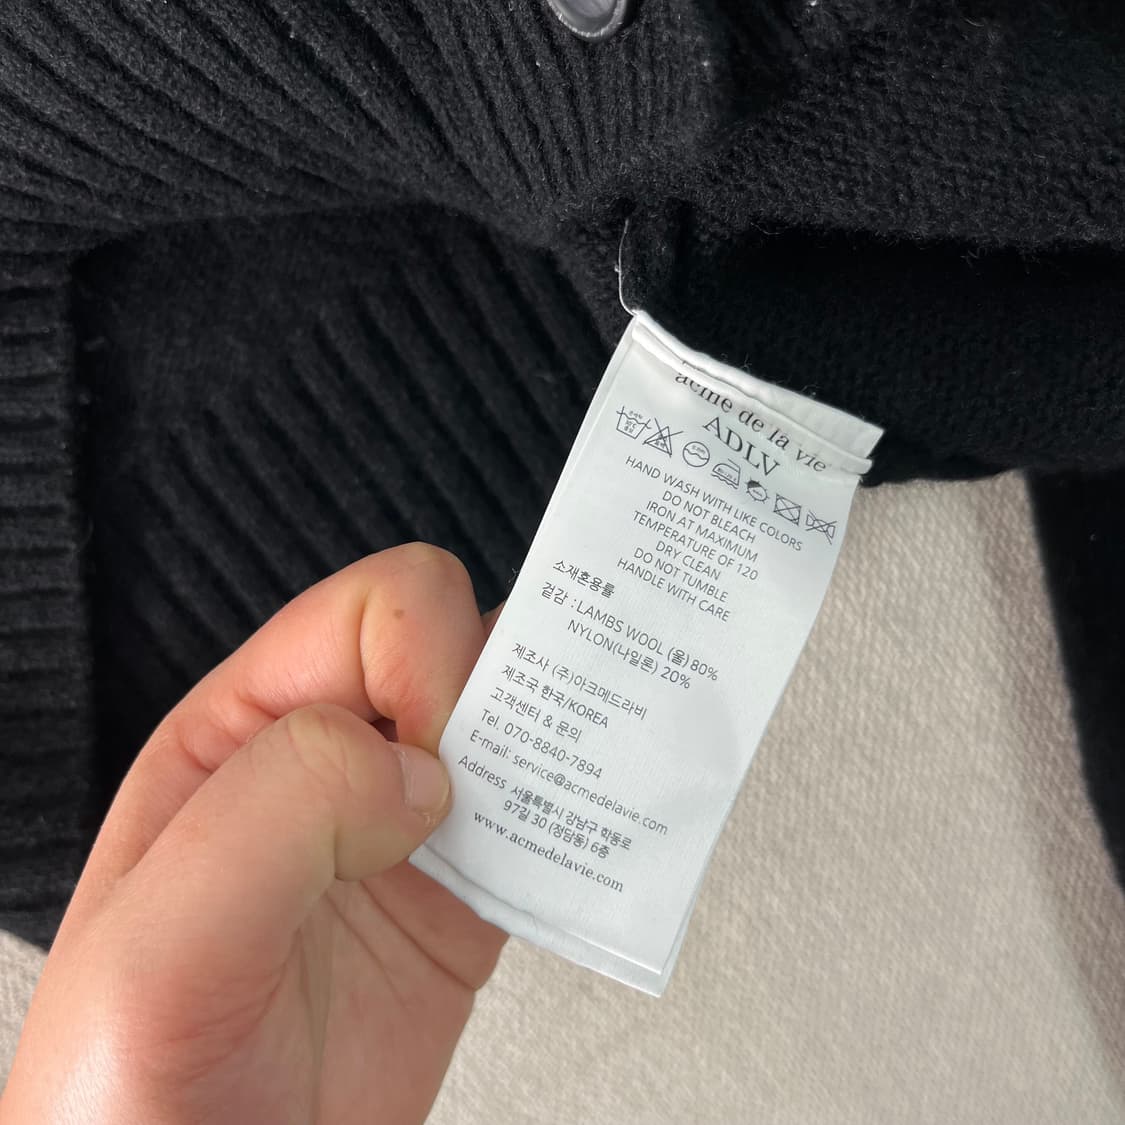 acme de la vie
ADLV
HAND WASH WITH LIKE COLORS
DO NOT BLEACH
IRON AT MAXIMUM
TEMPERATURE OF 120
DRY CLEAN
DO NOT TUMBLE
HANDLE WITH CARE
소재혼용률
겉감 : LAMBS WOOL (울) 80%
NYLON(나일론) 20%
제조사 (주)아크메드라비
제조국 한국/KOREA
고객센터 & 문의
Tel. 070-8840-7894
E-mail: service@acmedelavie.com
Address 서울특별시 강남구 학동로
97길 30 (청담동) 6층
www.acmedelavie.com